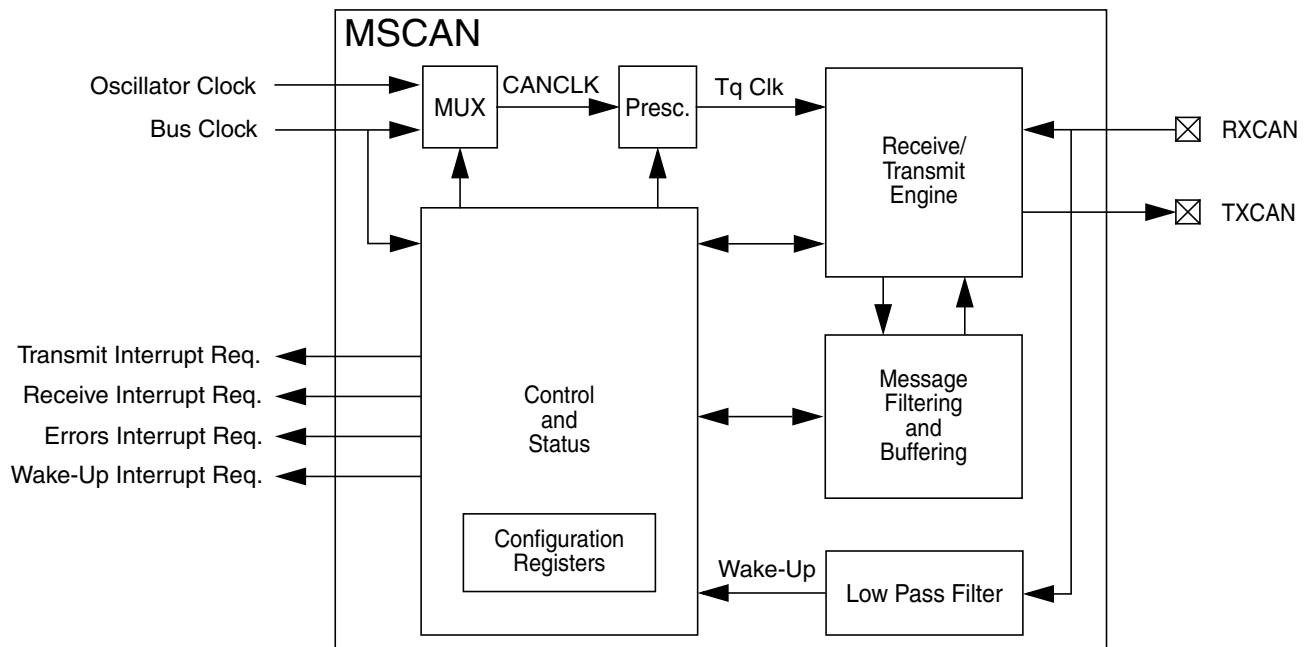 MSCAN
Oscillator Clock
Bus Clock
MUX
CANCLK
Presc.
Tq Clk
Receive/
Transmit
Engine
RXCAN
TXCAN
Transmit Interrupt Req.
Receive Interrupt Req.
Errors Interrupt Req.
Wake-Up Interrupt Req.
Control
and
Status
Message
Filtering
and
Buffering
Configuration
Registers
Wake-Up
Low Pass Filter